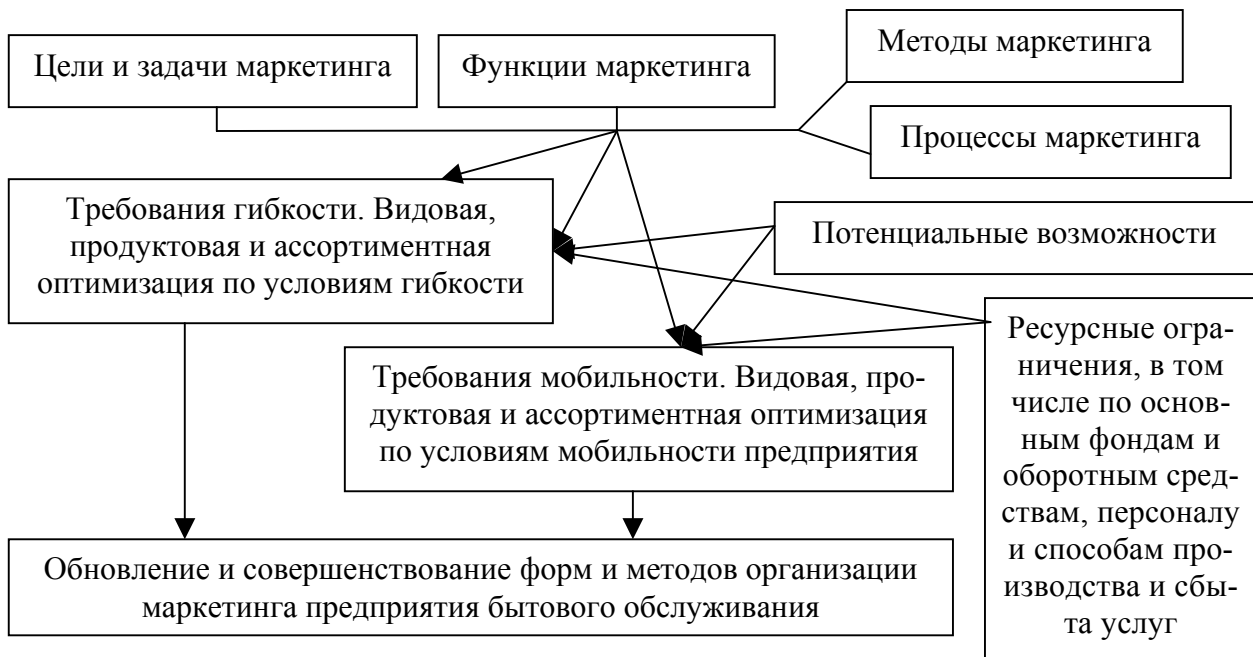 Цели и задачи маркетинга
Функции маркетинга
Методы маркетинга
Процессы маркетинга
Требования гибкости. Видовая,
продуктовая и ассортиментная
оптимизация по условиям гибкости
Потенциальные возможности
Требования мобильности. Видовая, про-
дуктовая и ассортиментная оптимизация
по условиям мобильности предприятия
Ресурсные огра-
ничения, в том
числе по основ-
ным фондам и
оборотным сред-
ствам, персоналу
и способам про-
изводства и сбы-
та услуг
Обновление и совершенствование форм и методов организации
маркетинга предприятия бытового обслуживания